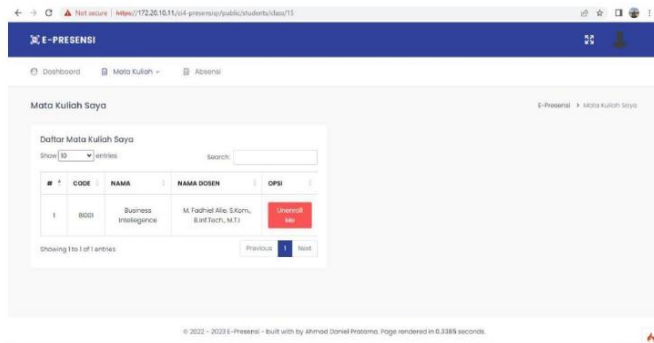 Not secure | https://172.20.10.11/ci4-presensiqr/public/students/class/15
E-PRESENSI
Dashboard Mata Kuliah Absensi
Mata Kuliah Saya
E-Presensi > Mata Kuliah Saya
Daftar Mata Kuliah Saya
Show 10 entries
Search:
# CODE NAMA NAMA DOSEN OPSI
1 BG01 Business Intellegence M. Fadhiel Alie, S.Kom., B.Inf.Tech., M.T.I Unenroll Me
Showing 1 to 1 of 1 entries
Previous 1 Next
© 2022 - 2023 E-Presensi - built with by Ahmad Daniel Pratama. Page rendered in 0.3385 seconds.